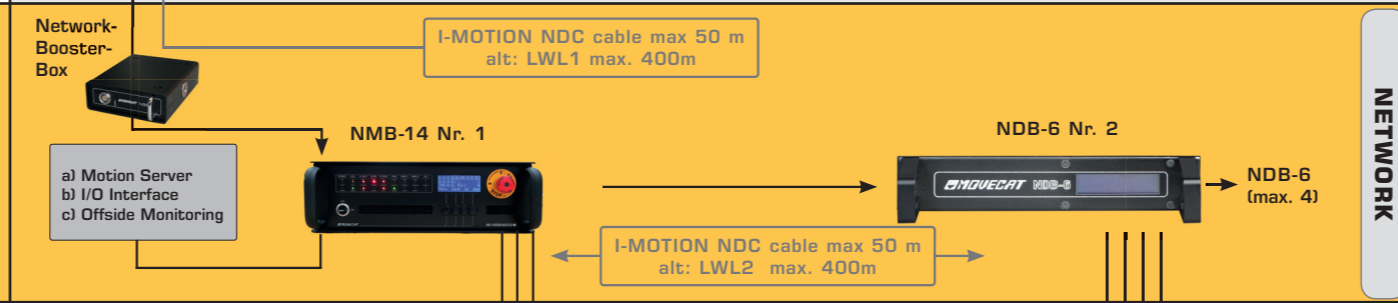 Network-
Booster-
Box
I-MOTION NDC cable max 50 m
alt: LWL1 max. 400m
NMB-14 Nr. 1
NDB-6 Nr. 2
a) Motion Server
b) I/O Interface
c) Offside Monitoring
MOVECAT NDB-6
NDB-6
(max. 4)
I-MOTION NDC cable max 50 m
alt: LWL2 max. 400m
NETWORK